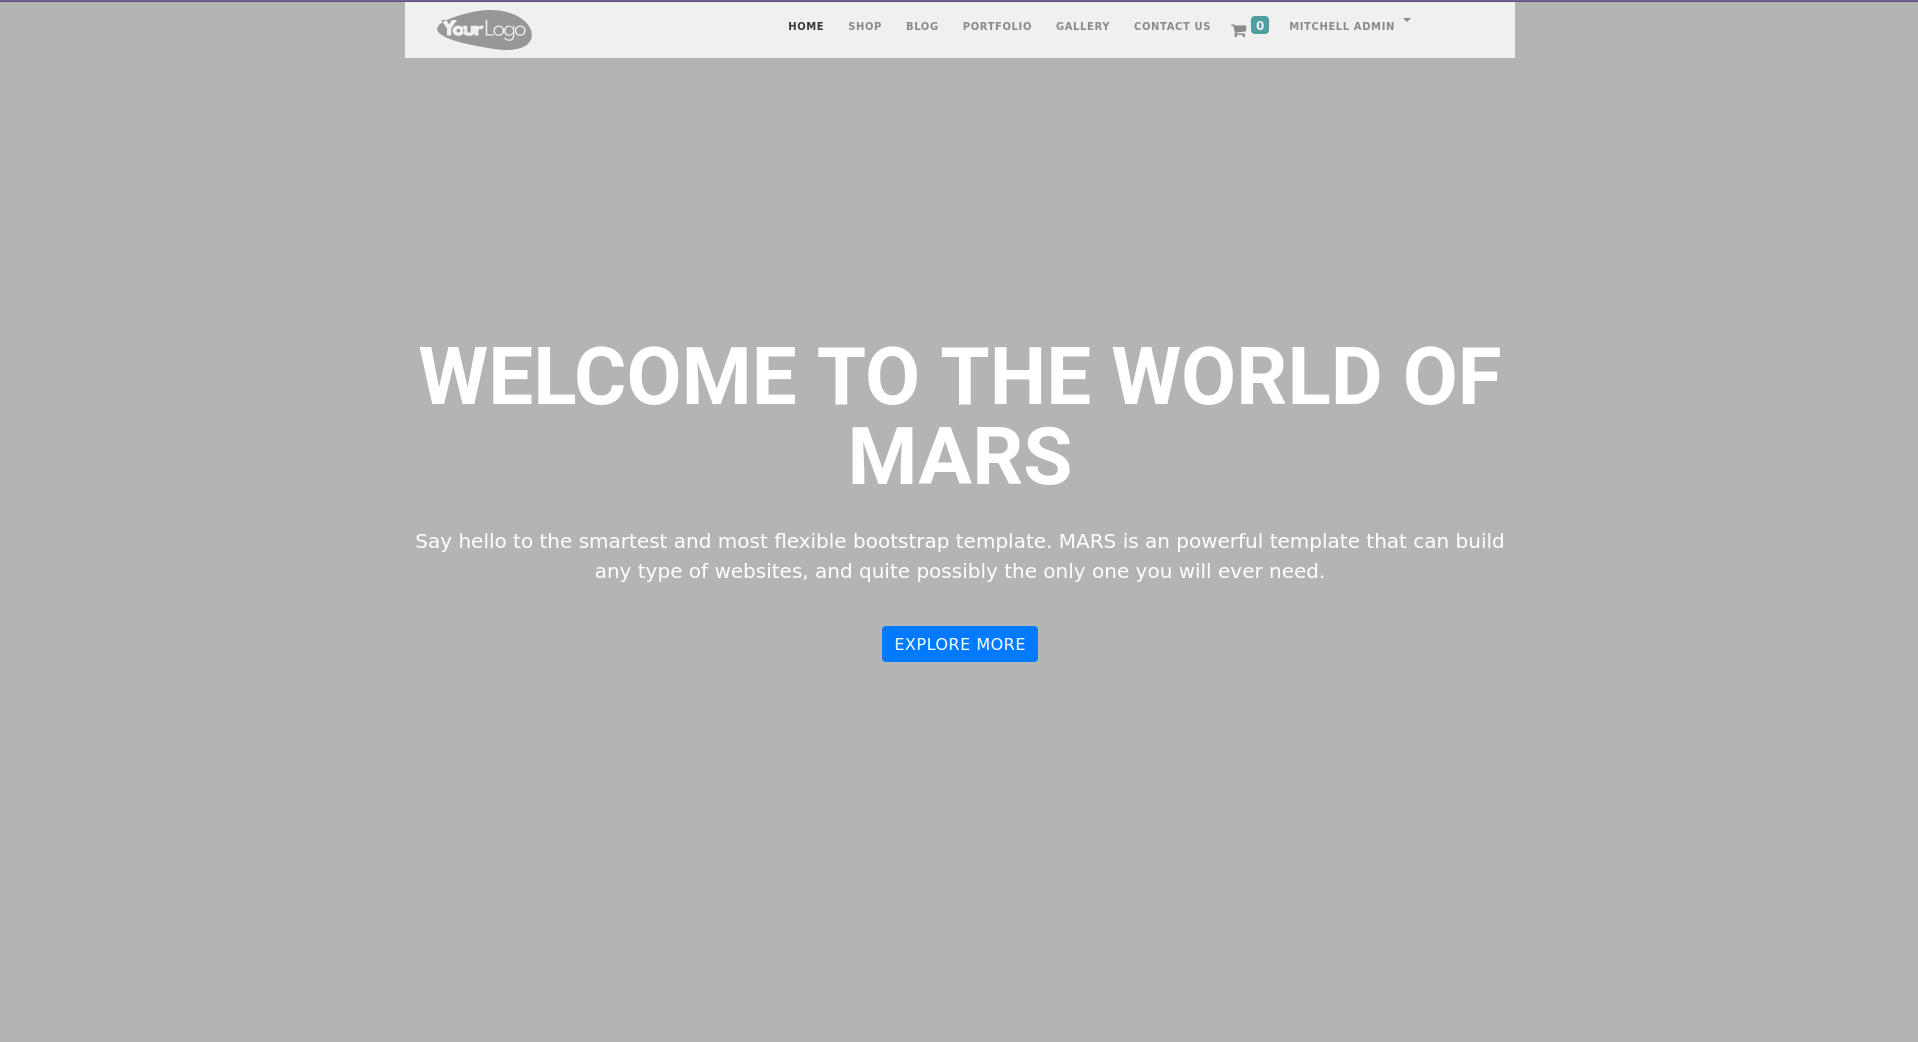 YourLogo
HOME SHOP BLOG PORTFOLIO GALLERY CONTACT US 0 MITCHELL ADMIN
WELCOME TO THE WORLD OF
MARS
Say hello to the smartest and most flexible bootstrap template. MARS is an powerful template that can build
any type of websites, and quite possibly the only one you will ever need.
EXPLORE MORE